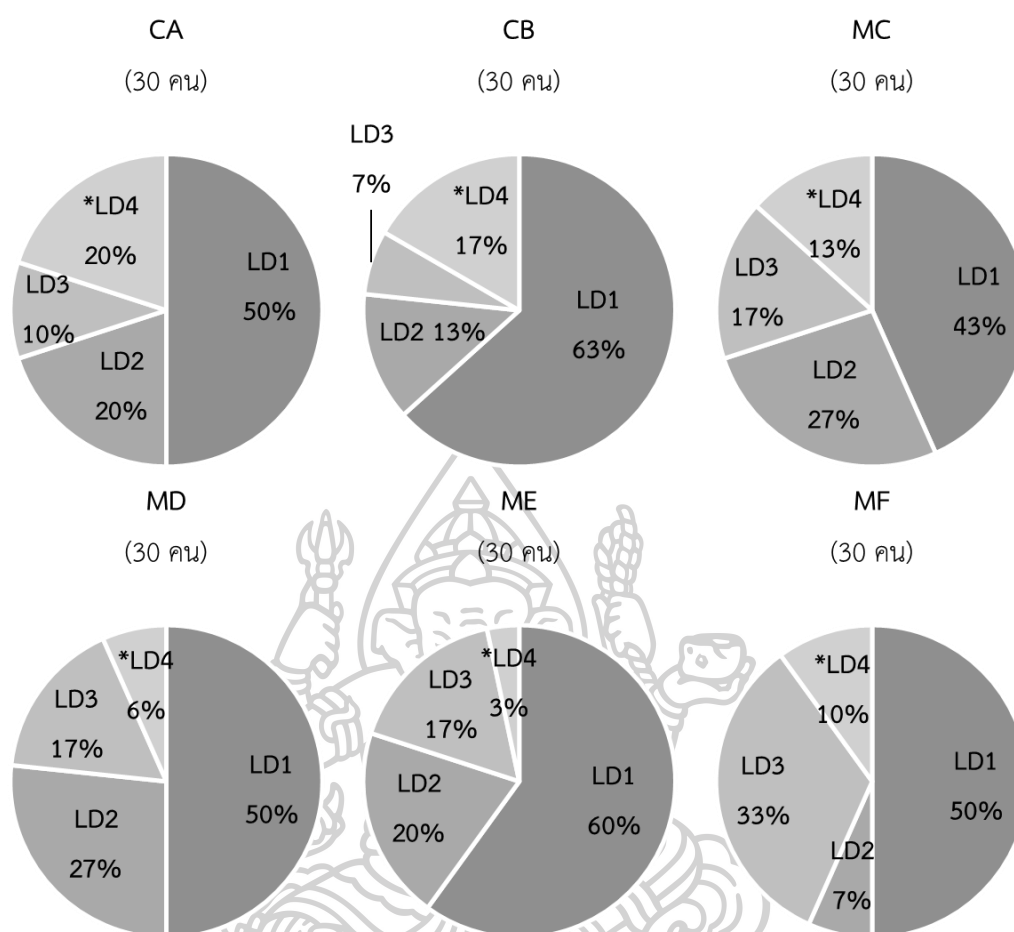 CA
(30 คน)
*LD4
20%
LD1
50%
LD3
10%
LD2
20%
CB
(30 คน)
LD3
7%
*LD4
17%
LD1
63%
LD2 13%
MC
(30 คน)
*LD4
13%
LD3
17%
LD1
43%
LD2
27%
MD
(30 คน)
*LD4
6%
LD3
17%
LD1
50%
LD2
27%
ME
(30 คน)
*LD4
3%
LD3
17%
LD1
60%
LD2
20%
MF
(30 คน)
*LD4
10%
LD3
33%
LD1
50%
LD2
7%